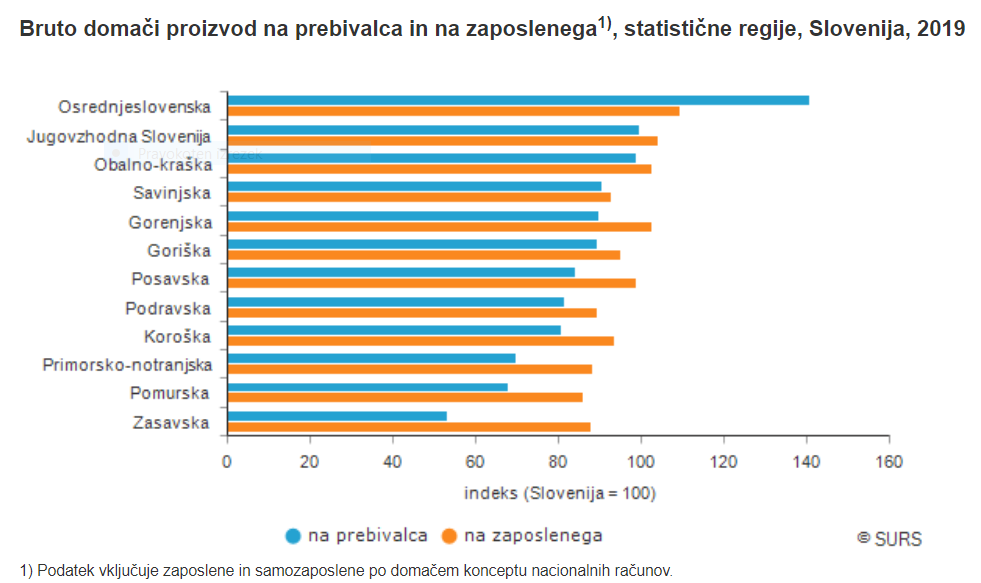 Bruto domači proizvod na prebivalca in na zaposlenega1), statistične regije, Slovenija, 2019
Osrednjeslovenska
Jugovzhodna Slovenija
Pravokoten izrezek
Obalno-kraška
Savinjska
Gorenjska
Goriška
Posavska
Podravska
Koroška
Primorsko-notranjska
Pomurska
Zasavska
0 20 40 60 80 100 120 140 160
indeks (Slovenija = 100)
na prebivalca na zaposlenega
© SURS
1) Podatek vključuje zaposlene in samozaposlene po domačem konceptu nacionalnih računov.